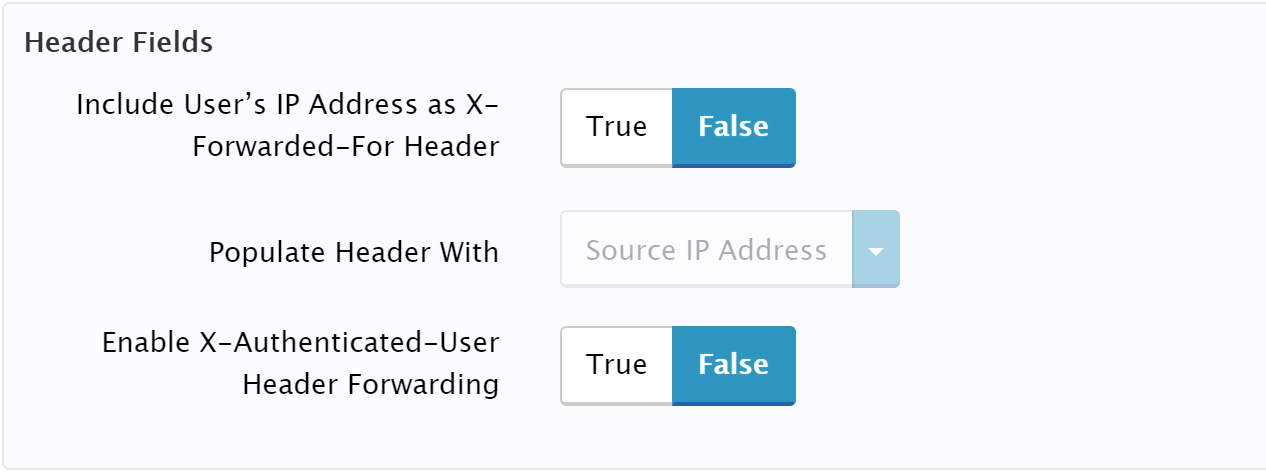 Header Fields
Include User’s IP Address as X-
Forwarded-For Header
True False
Populate Header With
Source IP Address
Enable X-Authenticated-User
Header Forwarding
True False